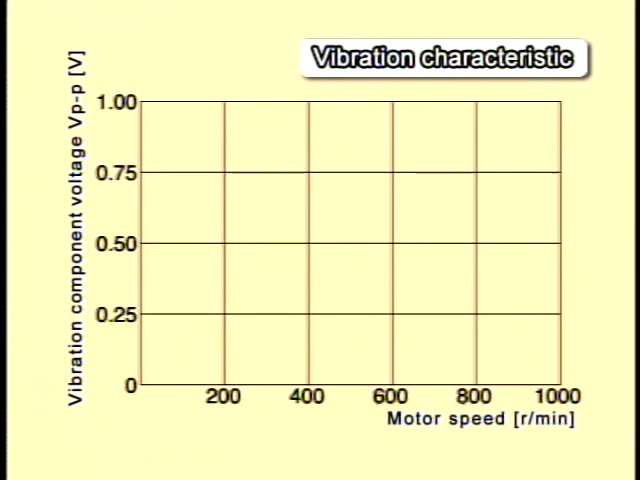 Vibration characteristic
Vibration component voltage Vp-p [V]
1.00
0.75
0.50
0.25
0
200 400 600 800 1000
Motor speed [r/min]